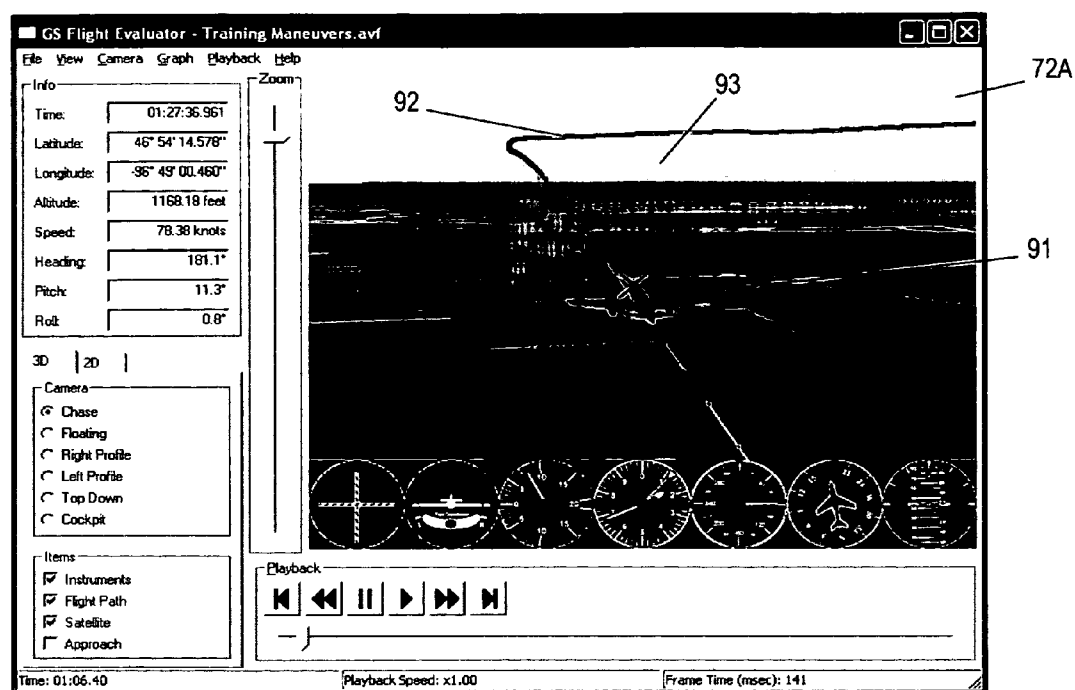 GS Flight Evaluator - Training Maneuvers.avf
File View Camera Graph Playback Help
Info
Time: 01:27:36.961
Latitude: 46° 54' 14.578"
Longitude: -96° 49' 00.460"
Altitude: 1168.18 feet
Speed: 78.38 knots
Heading: 181.1°
Pitch: 11.3°
Roll: 0.8°
Zoom
92
93
72A
91
3D
2D
Camera
Chase
Floating
Right Profile
Left Profile
Top Down
Cockpit
Items
Instruments
Flight Path
Satellite
Approach
Playback
Time: 01:06.40
Playback Speed: x1.00
Frame Time (msec): 141